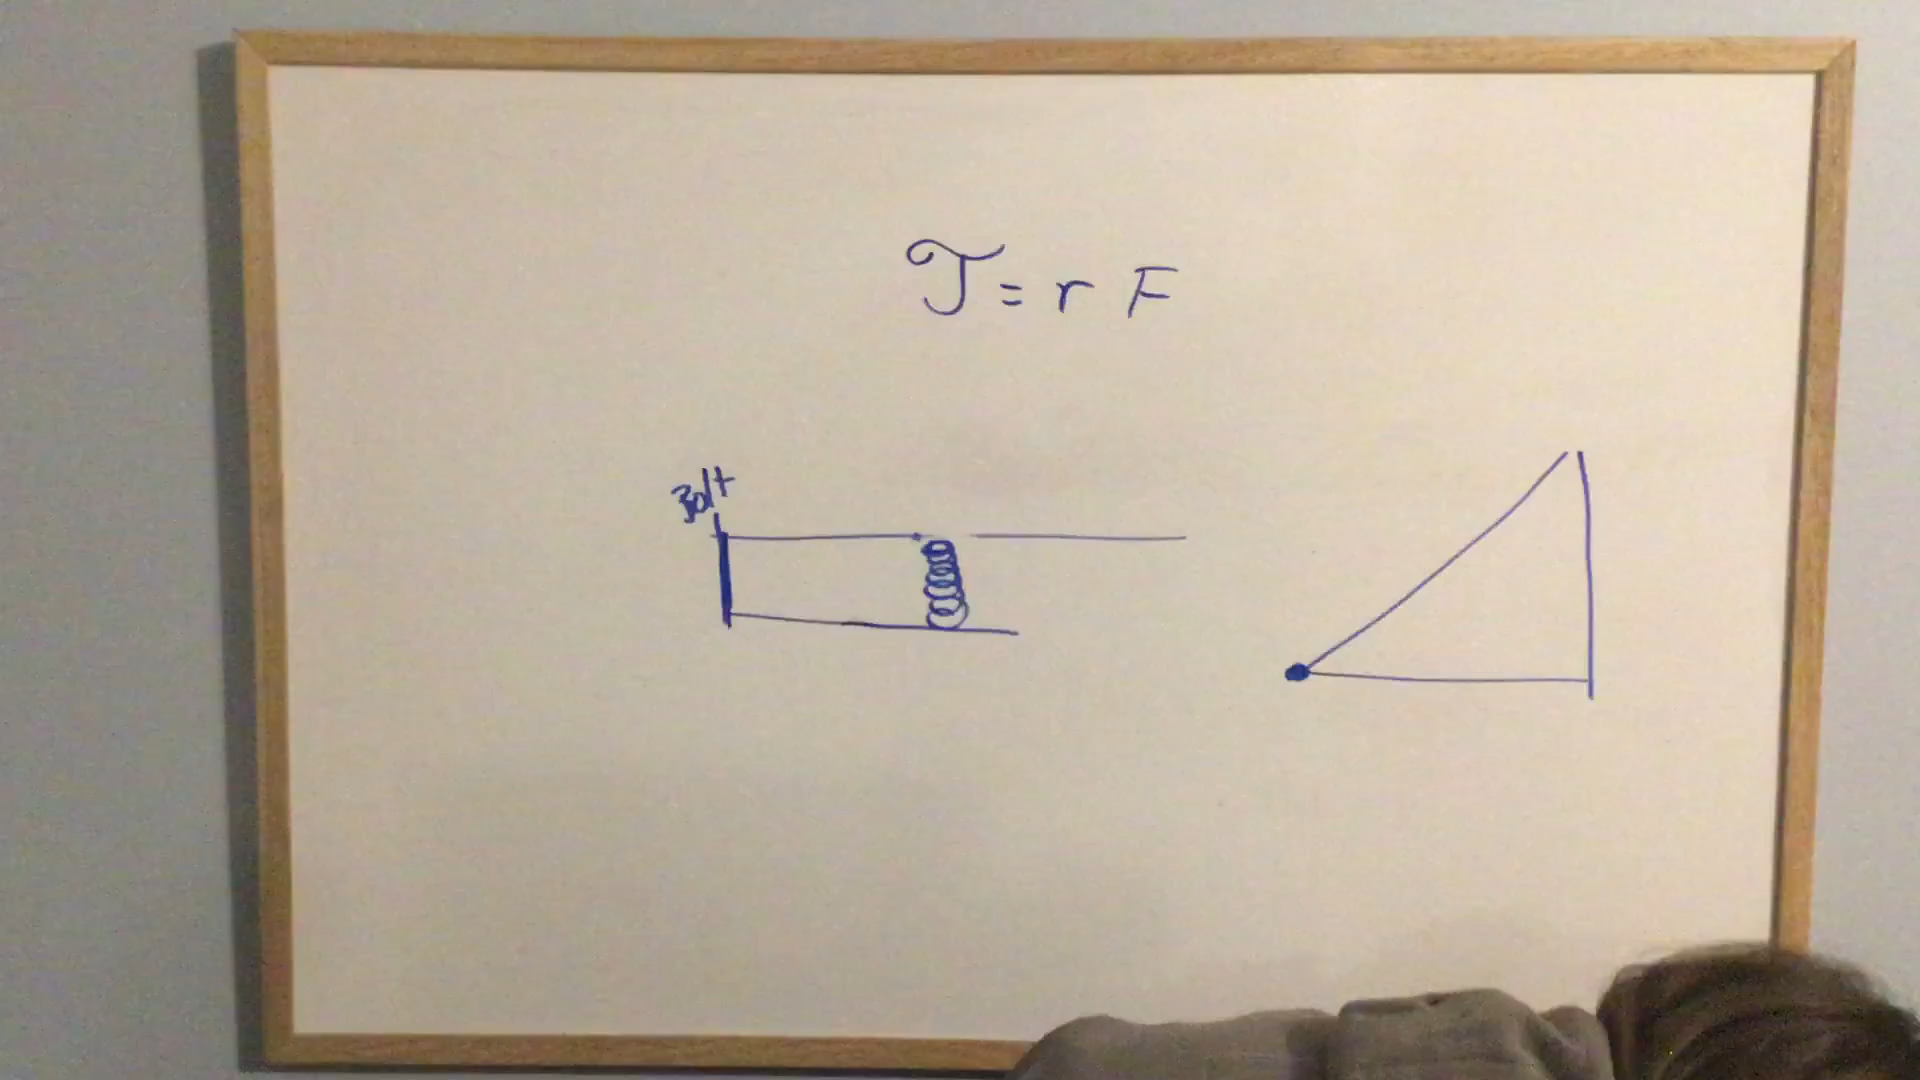 τ = r F
Bolt